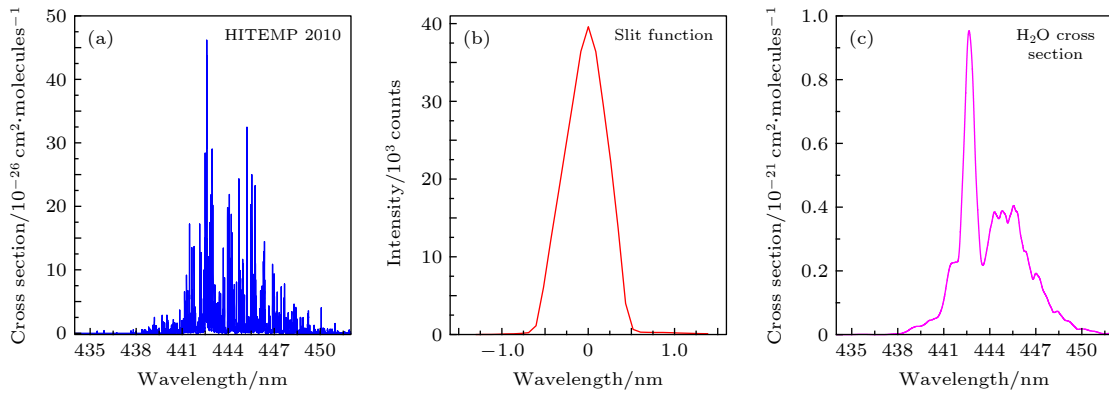 (a)
HITEMP 2010
50
40
30
20
10
0
435 438 441 444 447 450
Wavelength/nm
Cross section/10⁻²⁶ cm²·molecules⁻¹
(b)
Slit function
40
30
20
10
0
−1.0 0 1.0
Wavelength/nm
Intensity/10³ counts
(c)
H₂O cross
section
1.0
0.8
0.6
0.4
0.2
0
435 438 441 444 447 450
Wavelength/nm
Cross section/10⁻²¹ cm²·molecules⁻¹